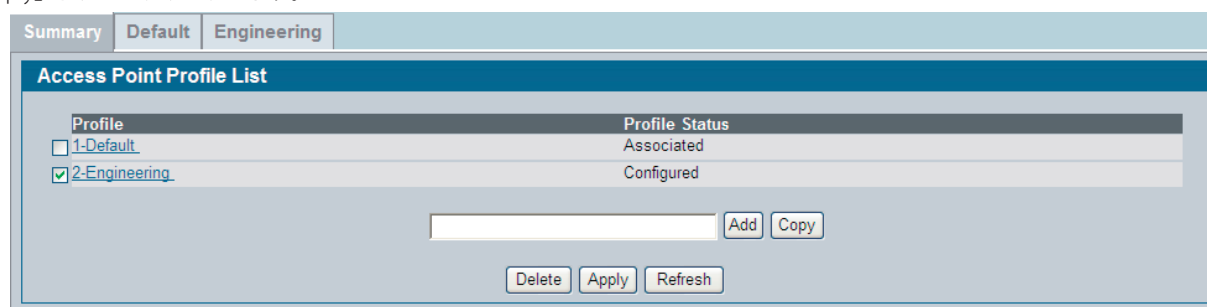 Summary Default Engineering
Access Point Profile List
Profile Profile Status
1-Default Associated
2-Engineering Configured
Add Copy
Delete Apply Refresh